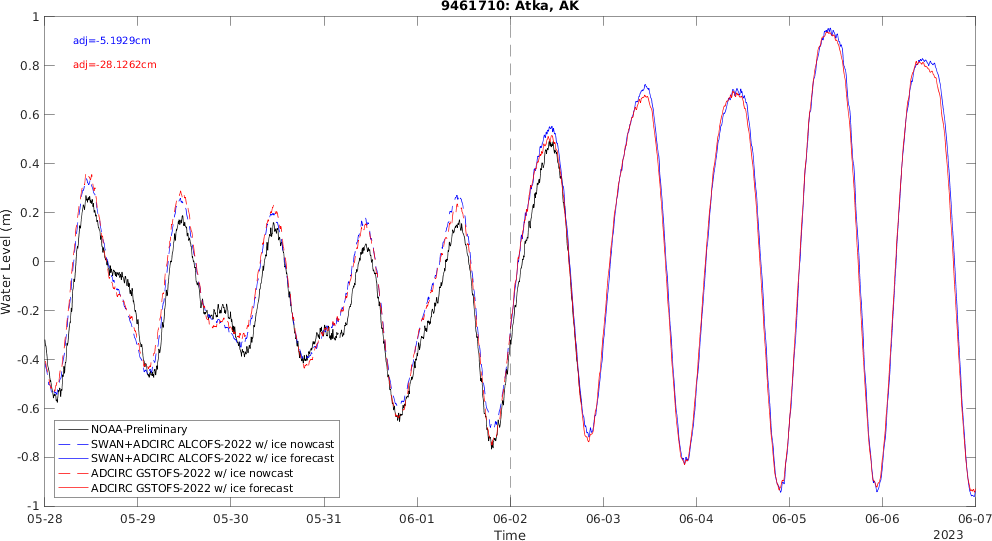 9461710: Atka, AK
adj=-5.1929cm
adj=-28.1262cm
Water Level (m)
1
0.8
0.6
0.4
0.2
0
-0.2
-0.4
-0.6
-0.8
-1
NOAA-Preliminary
SWAN+ADCIRC ALCOFS-2022 w/ ice nowcast
SWAN+ADCIRC ALCOFS-2022 w/ ice forecast
ADCIRC GSTOFS-2022 w/ ice nowcast
ADCIRC GSTOFS-2022 w/ ice forecast
05-28 05-29 05-30 05-31 06-01 06-02 06-03 06-04 06-05 06-06 06-07
Time
2023